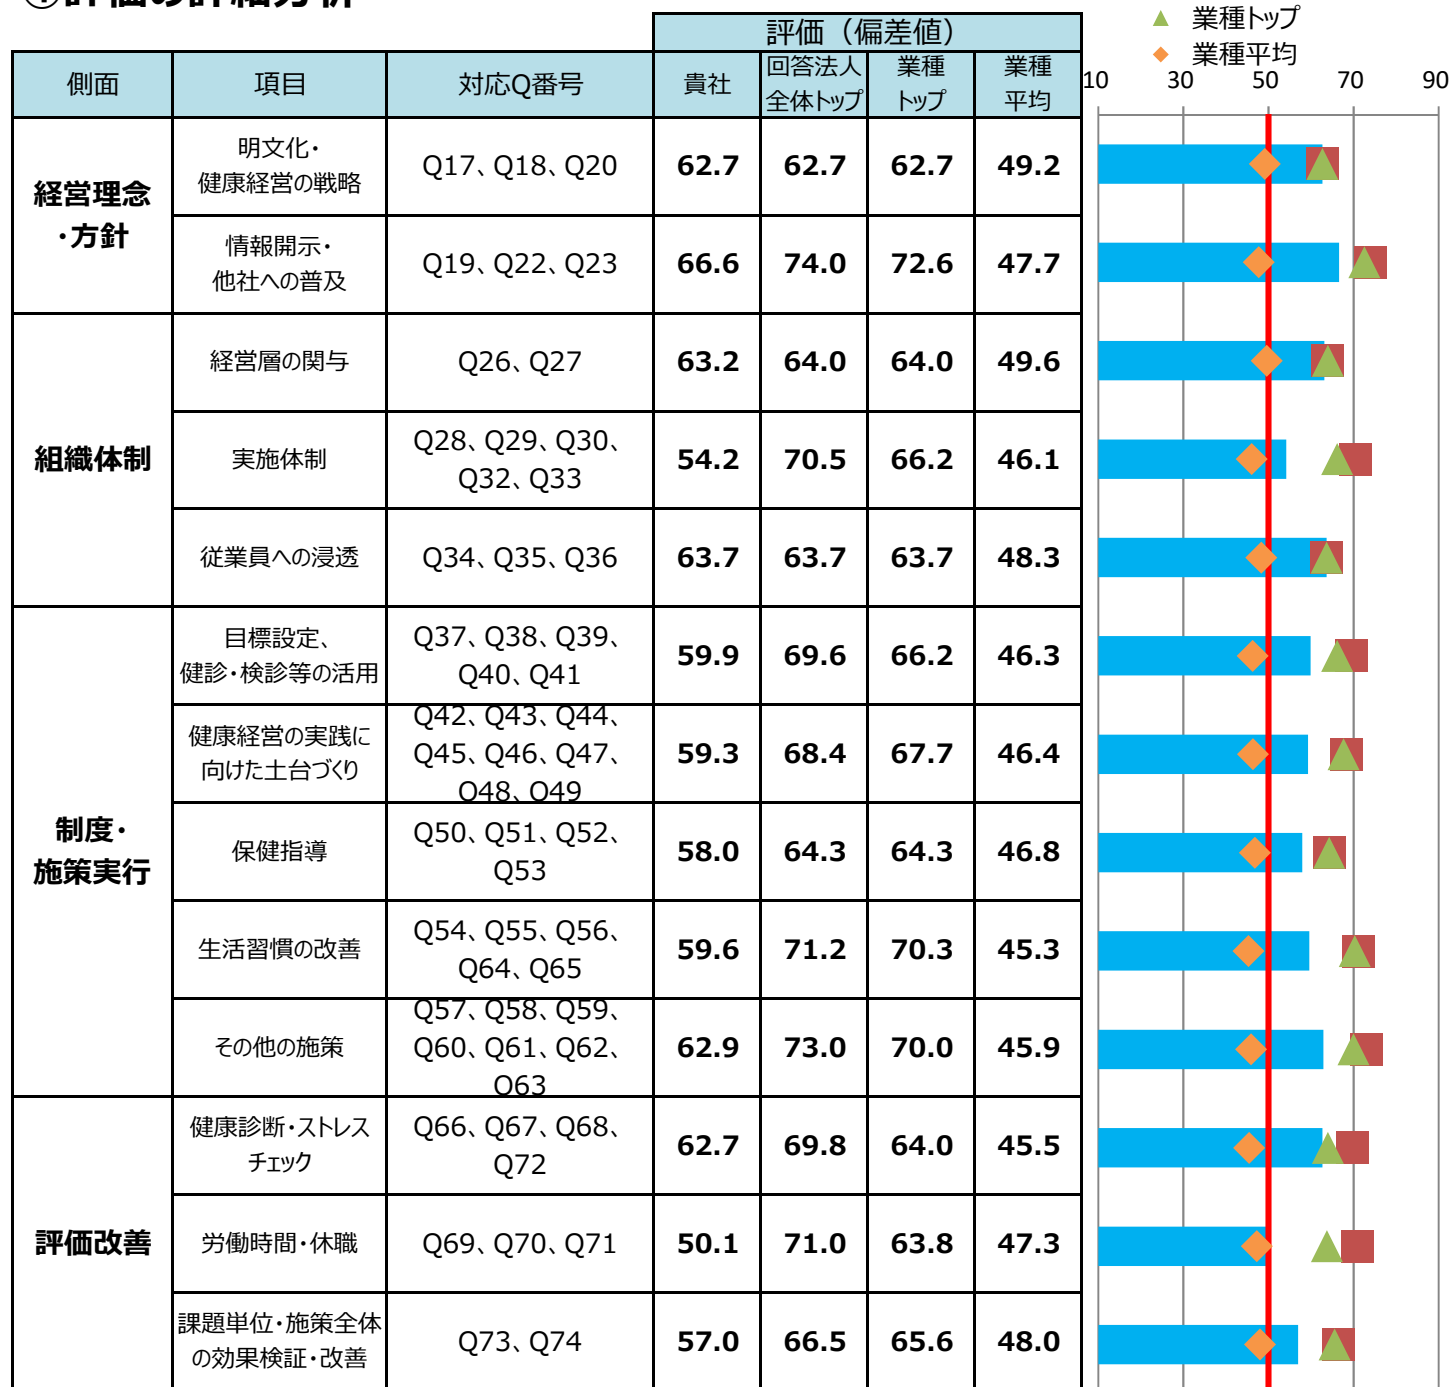 ①評価の詳細分析
▲ 業種トップ
◆ 業種平均
評価（偏差値）
側面 項目 対応Q番号 貴社 回答法人全体トップ 業種トップ 業種平均
10 30 50 70 90
経営理念・方針
明文化・健康経営の戦略 Q17、Q18、Q20 62.7 62.7 62.7 49.2
情報開示・他社への普及 Q19、Q22、Q23 66.6 74.0 72.6 47.7
組織体制
経営層の関与 Q26、Q27 63.2 64.0 64.0 49.6
実施体制 Q28、Q29、Q30、Q32、Q33 54.2 70.5 66.2 46.1
従業員への浸透 Q34、Q35、Q36 63.7 63.7 63.7 48.3
制度・施策実行
目標設定、健診・検診等の活用 Q37、Q38、Q39、Q40、Q41 59.9 69.6 66.2 46.3
健康経営の実践に向けた土台づくり Q42、Q43、Q44、Q45、Q46、Q47、Q48、Q49 59.3 68.4 67.7 46.4
保健指導 Q50、Q51、Q52、Q53 58.0 64.3 64.3 46.8
生活習慣の改善 Q54、Q55、Q56、Q64、Q65 59.6 71.2 70.3 45.3
その他の施策 Q57、Q58、Q59、Q60、Q61、Q62、Q63 62.9 73.0 70.0 45.9
評価改善
健康診断・ストレスチェック Q66、Q67、Q68、Q72 62.7 69.8 64.0 45.5
労働時間・休職 Q69、Q70、Q71 50.1 71.0 63.8 47.3
課題単位・施策全体の効果検証・改善 Q73、Q74 57.0 66.5 65.6 48.0